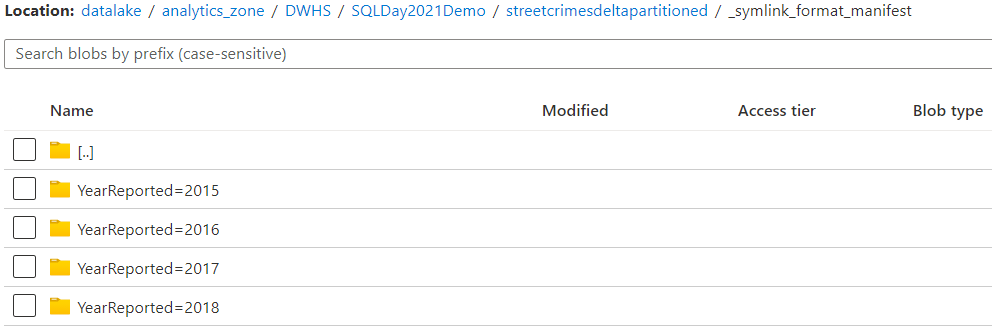 Location: datalake / analytics_zone / DWHS / SQLDay2021Demo / streetcrimesdeltapartitioned / _symlink_format_manifest
Search blobs by prefix (case-sensitive)
Name Modified Access tier Blob type
[..]
YearReported=2015
YearReported=2016
YearReported=2017
YearReported=2018